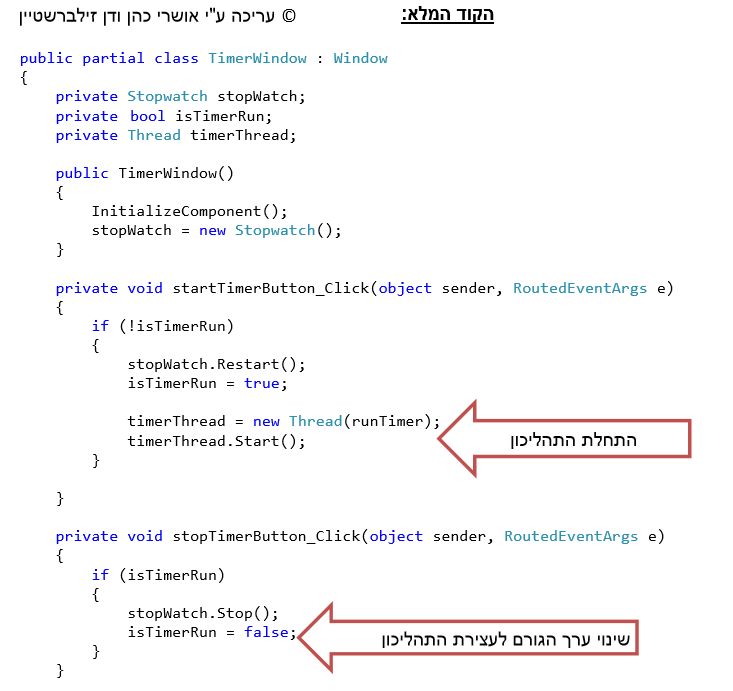 הקוד המלא:
© עריכה ע"י אושרי כהן ודן זילברשטיין
public partial class TimerWindow : Window
{
    private Stopwatch stopWatch;
    private bool isTimerRun;
    private Thread timerThread;

    public TimerWindow()
    {
        InitializeComponent();
        stopWatch = new Stopwatch();
    }

    private void startTimerButton_Click(object sender, RoutedEventArgs e)
    {
        if (!isTimerRun)
        {
            stopWatch.Restart();
            isTimerRun = true;

            timerThread = new Thread(runTimer);
            timerThread.Start();
התחלת התהליכון
        }

    }

    private void stopTimerButton_Click(object sender, RoutedEventArgs e)
    {
        if (isTimerRun)
        {
            stopWatch.Stop();
            isTimerRun = false;
שינוי ערך הגורם לעצירת התהליכון
        }
    }